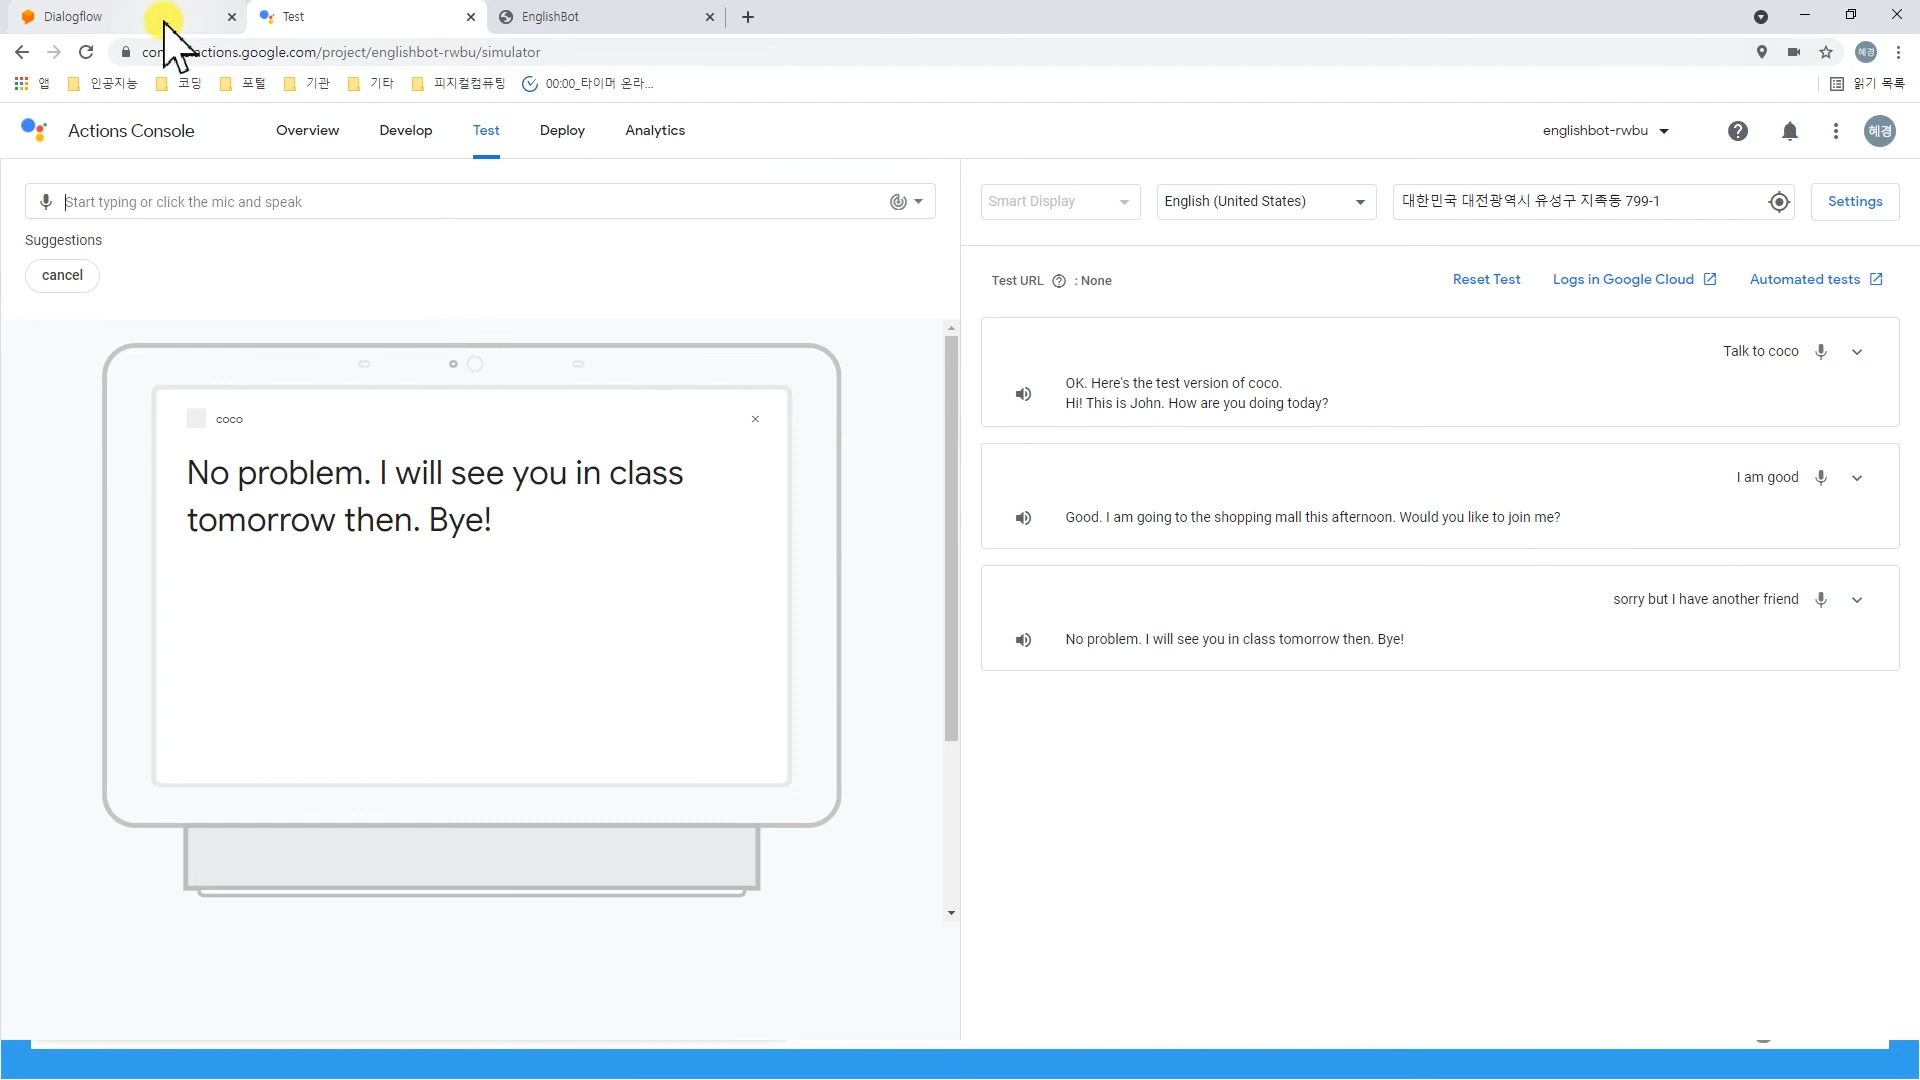 Dialogflow
Test
EnglishBot
actions.google.com/project/englishbot-rwbu/simulator
혜경
앱
인공지능
코딩
포털
기관
기타
피지컬컴퓨팅
00:00_타이머 온라...
읽기 목록
Actions Console
Overview
Develop
Test
Deploy
Analytics
englishbot-rwbu
혜경
Start typing or click the mic and speak
Smart Display
English (United States)
대한민국 대전광역시 유성구 지족동 799-1
Settings
Suggestions
cancel
Test URL : None
Reset Test
Logs in Google Cloud
Automated tests
coco
No problem. I will see you in class
tomorrow then. Bye!
Talk to coco
OK. Here's the test version of coco.
Hi! This is John. How are you doing today?
I am good
Good. I am going to the shopping mall this afternoon. Would you like to join me?
sorry but I have another friend
No problem. I will see you in class tomorrow then. Bye!